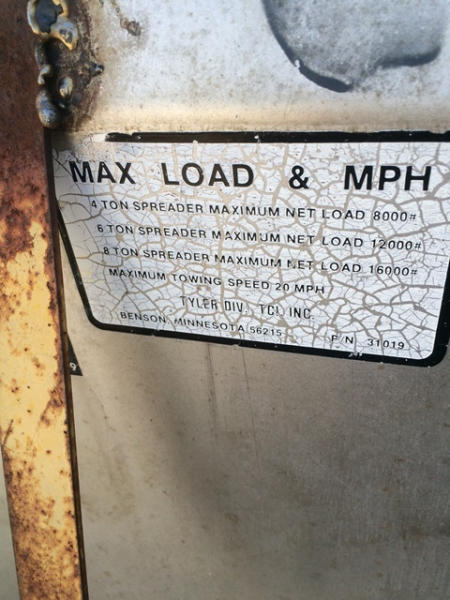 MAX LOAD & MPH
4 TON SPREADER MAXIMUM NET LOAD 8000#
6 TON SPREADER MAXIMUM NET LOAD 12000#
8 TON SPREADER MAXIMUM NET LOAD 16000#
MAXIMUM TOWING SPEED 20 MPH
TYLER DIV. TCI, INC.
BENSON, MINNESOTA 56215 P/N 31019
9